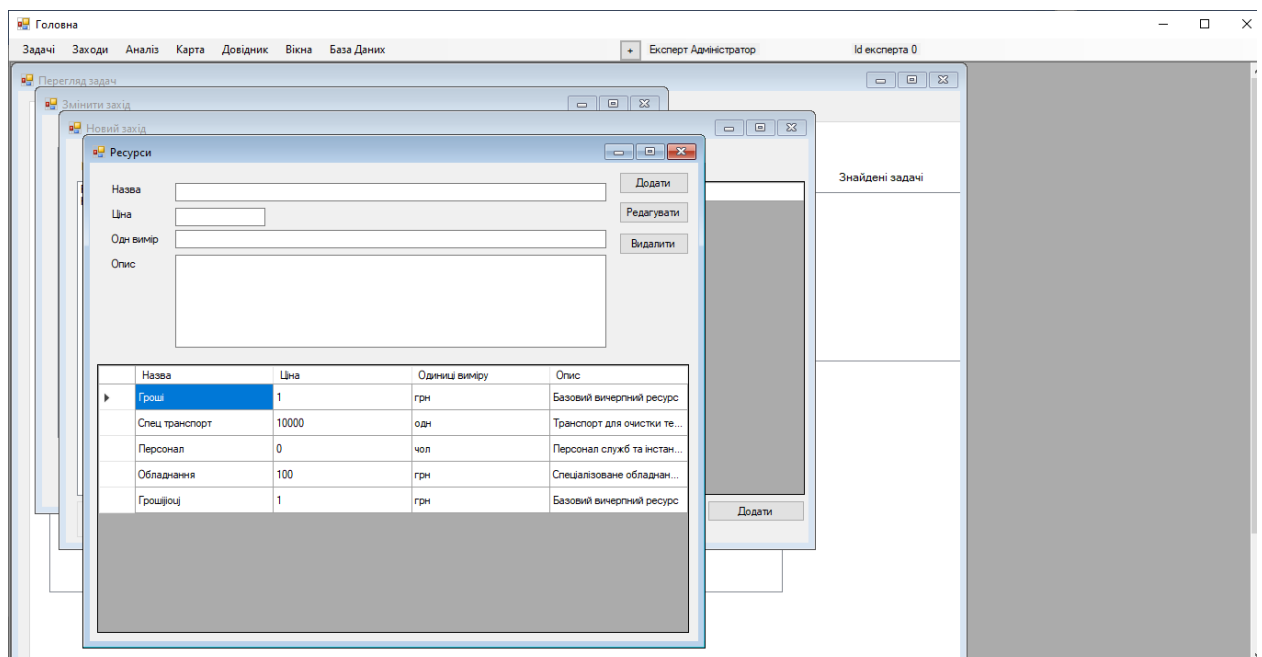 Головна
Задачі Заходи Аналіз Карта Довідник Вікна База Даних + Експерт Адміністратор Id експерта 0
Перегляд задач
Змінити захід
Новий захід
Ресурси
Знайдені задачі
Назва Додати
Ціна Редагувати
Одн вимір Видалити
Опис
Назва Ціна Одиниці виміру Опис
Гроші 1 грн Базовий вичерпний ресурс
Спец транспорт 10000 одн Транспорт для очистки те...
Персонал 0 чол Персонал служб та інстан...
Обладнання 100 грн Спеціалізоване обладнан...
Грошіjiouj 1 грн Базовий вичерпний ресурс
Додати